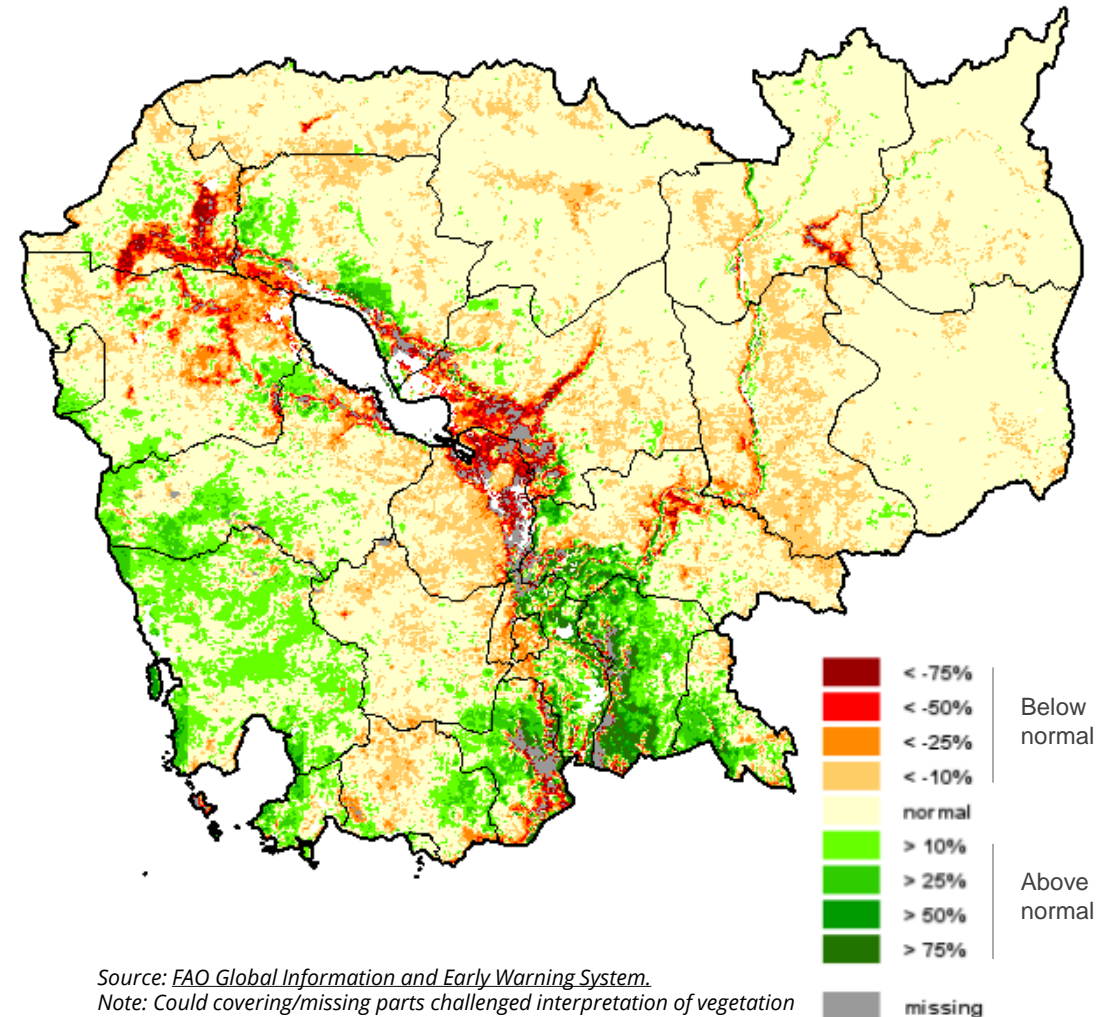 < -75%
< -50%
< -25%
< -10%
Below
normal
normal
> 10%
> 25%
> 50%
> 75%
Above
normal
missing
Source: FAO Global Information and Early Warning System.
Note: Could covering/missing parts challenged interpretation of vegetation